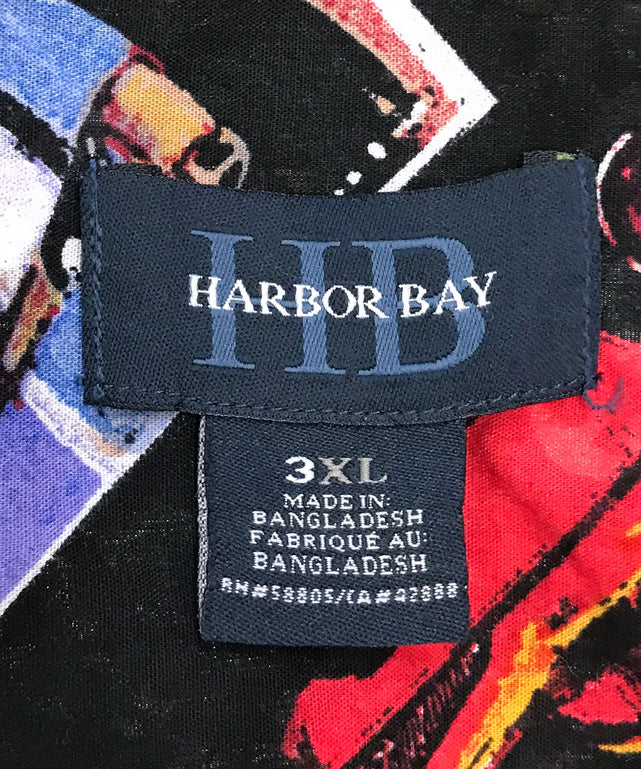 HB
HARBOR BAY
3XL
MADE IN:
BANGLADESH
FABRIQUÉ AU:
BANGLADESH
RN#58805/CA#42888